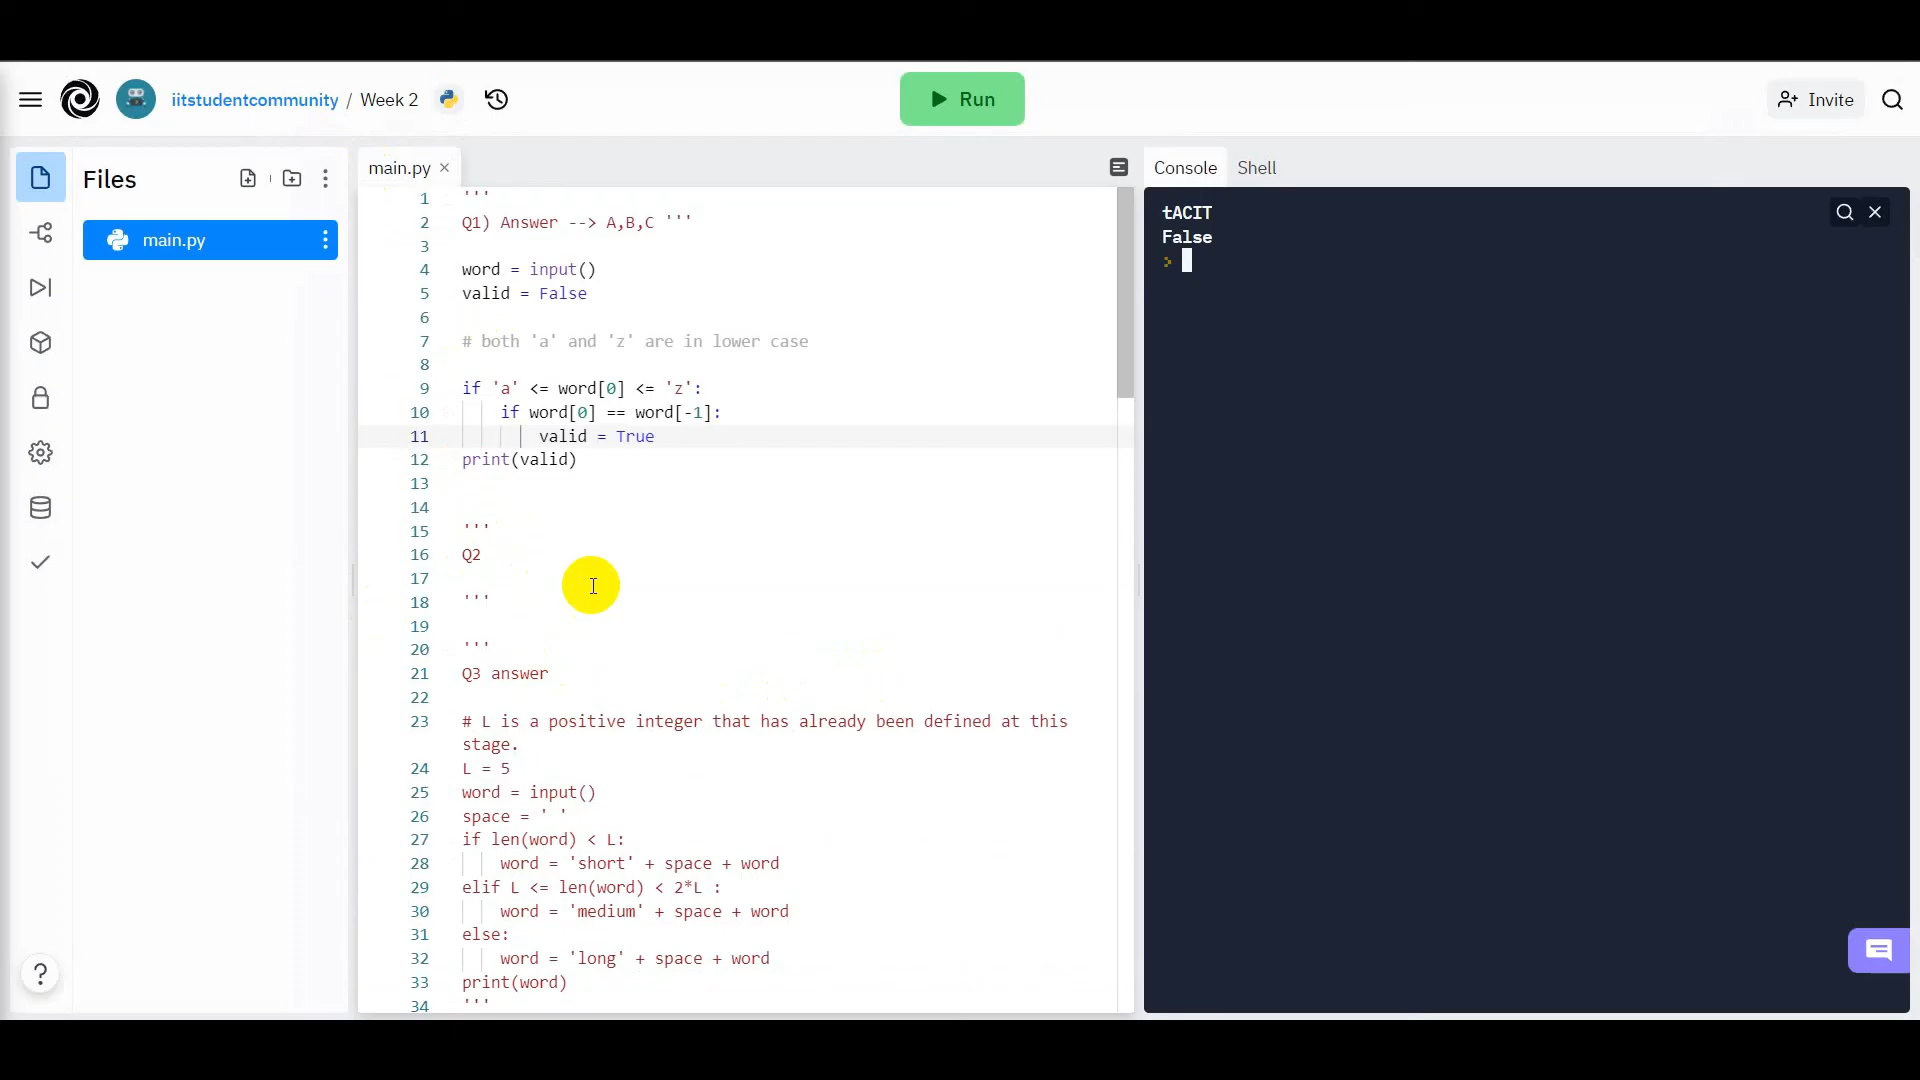 iitstudentcommunity / Week 2
Run
Invite
Files
main.py
main.py
Console Shell
1 '''
2 Q1) Answer --> A,B,C '''
3
4 word = input()
5 valid = False
6
7 # both 'a' and 'z' are in lower case
8
9 if 'a' <= word[0] <= 'z':
10 if word[0] == word[-1]:
11 valid = True
12 print(valid)
13
14
15 '''
16 Q2
17
18 '''
19
20 '''
21 Q3 answer
22
23 # L is a positive integer that has already been defined at this
stage.
24 L = 5
25 word = input()
26 space = ' '
27 if len(word) < L:
28 word = 'short' + space + word
29 elif L <= len(word) < 2*L :
30 word = 'medium' + space + word
31 else:
32 word = 'long' + space + word
33 print(word)
34 '''
tACIT
False
>
?